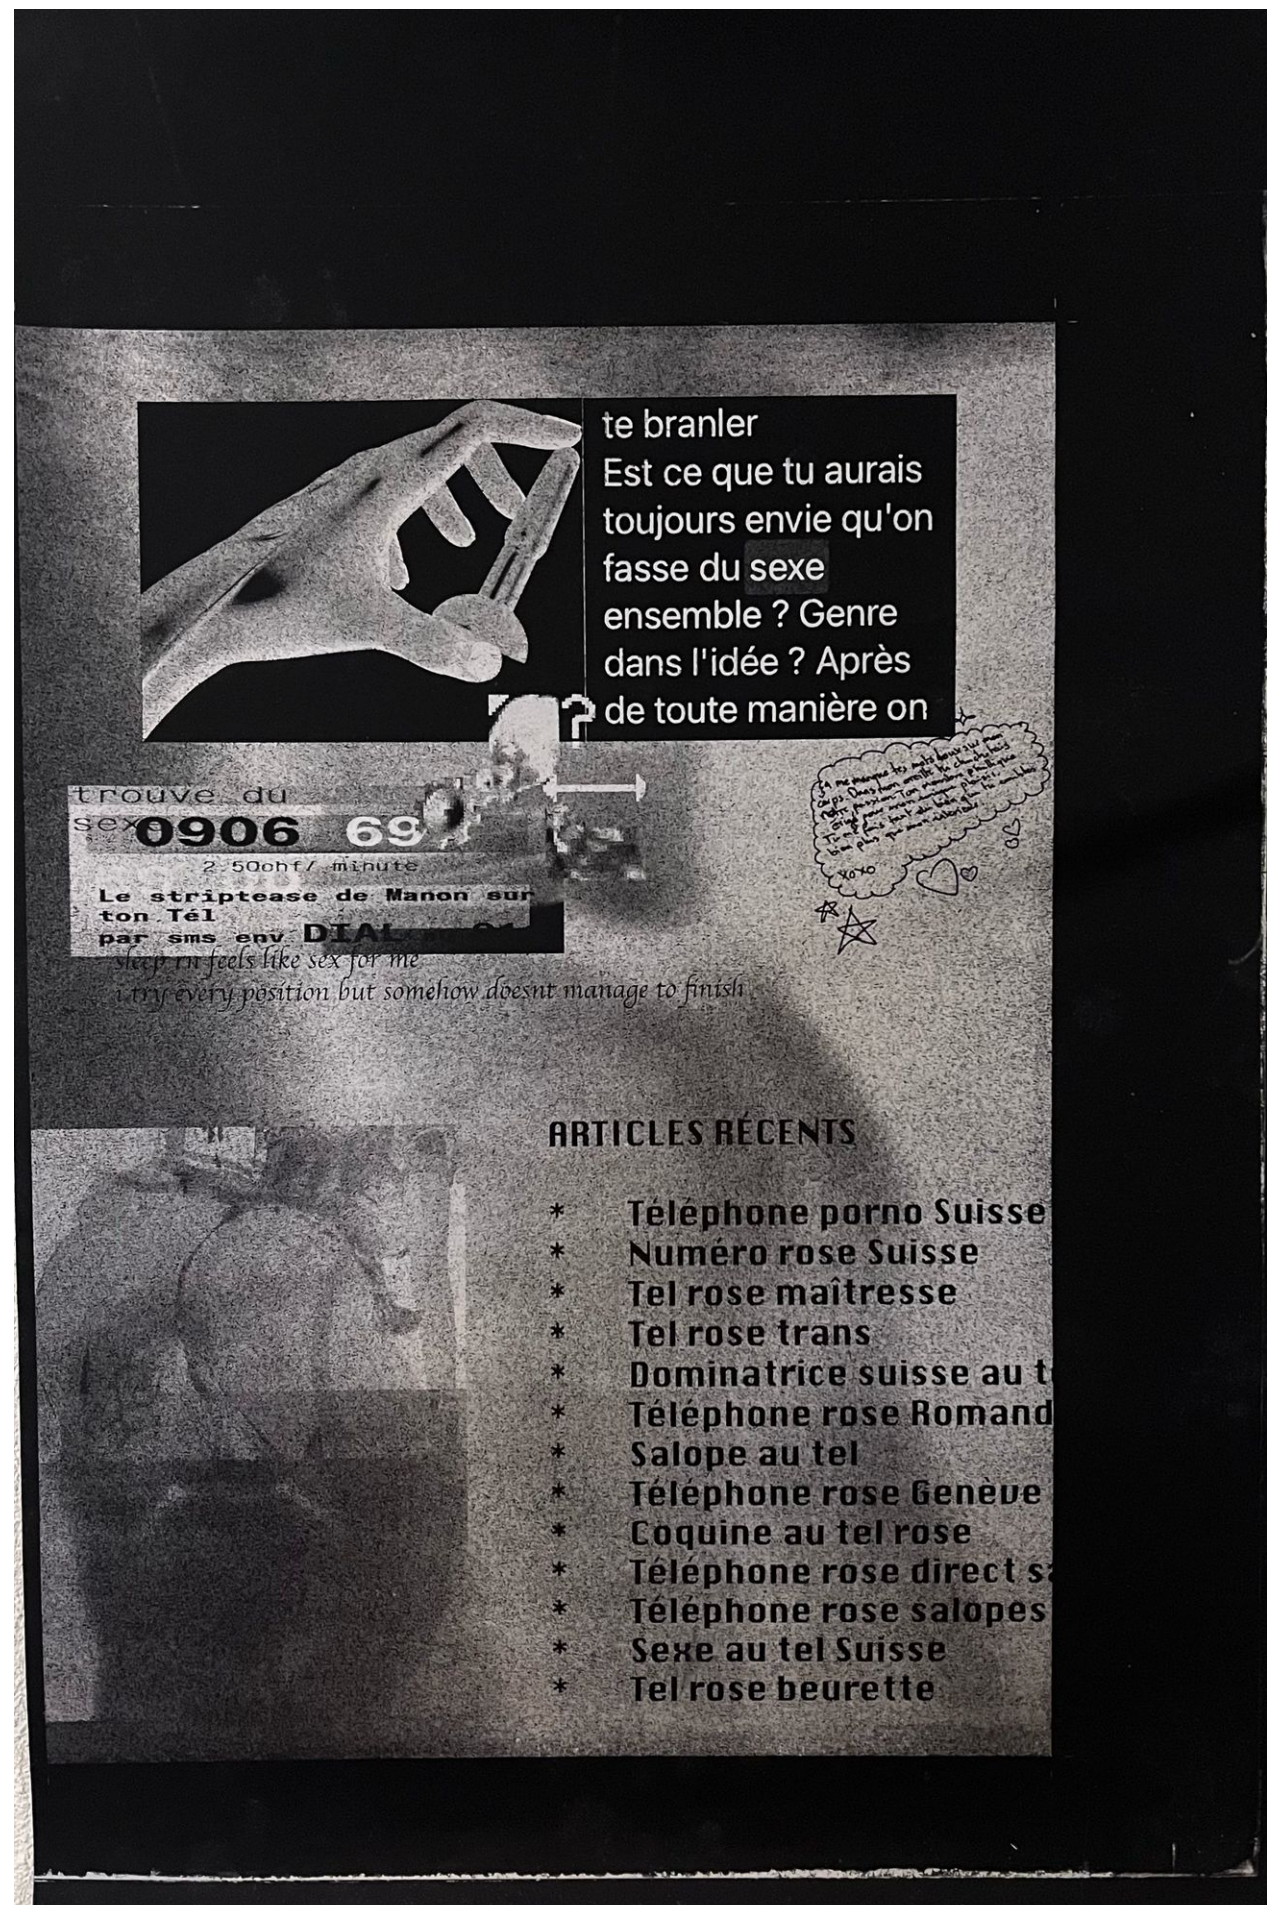 te branler
Est ce que tu aurais
toujours envie qu'on
fasse du sexe
ensemble ? Genre
dans l'idée ? Après
de toute manière on
?
trouve du
sex
0906 69
2.50chf/ minute
Le striptease de Manon sur
ton Tél
par sms env DIAL
sleep rn feels like sex for me
i try every position but somehow doesnt manage to finish
xoxo
ARTICLES RÉCENTS
* Téléphone porno Suisse
* Numéro rose Suisse
* Tel rose maîtresse
* Tel rose trans
* Dominatrice suisse au t
* Téléphone rose Romand
* Salope au tel
* Téléphone rose Genève
* Coquine au tel rose
* Téléphone rose direct sa
* Téléphone rose salopes
* Sexe au tel Suisse
* Tel rose beurette